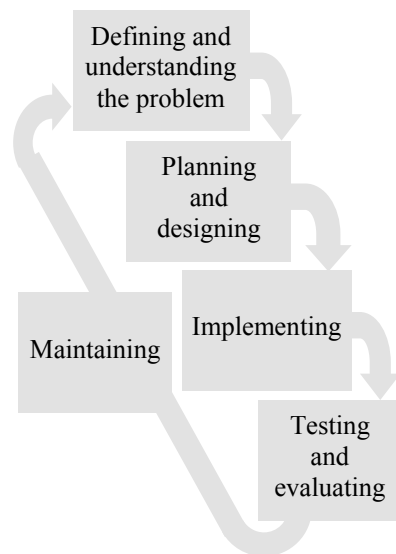 Defining and
understanding
the problem
Planning
and
designing
Implementing
Maintaining
Testing
and
evaluating